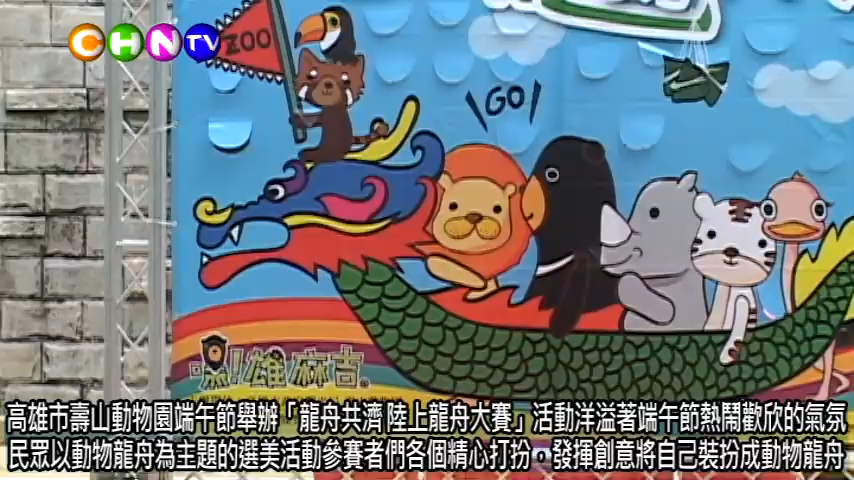 CHNTV
ZOO
GO
嘿!雄麻吉。
高雄市壽山動物園端午節舉辦「龍舟共濟 陸上龍舟大賽」活動洋溢著端午節熱鬧歡欣的氣氛
民眾以動物龍舟為主題的選美活動參賽者們各個精心打扮。發揮創意將自己裝扮成動物龍舟